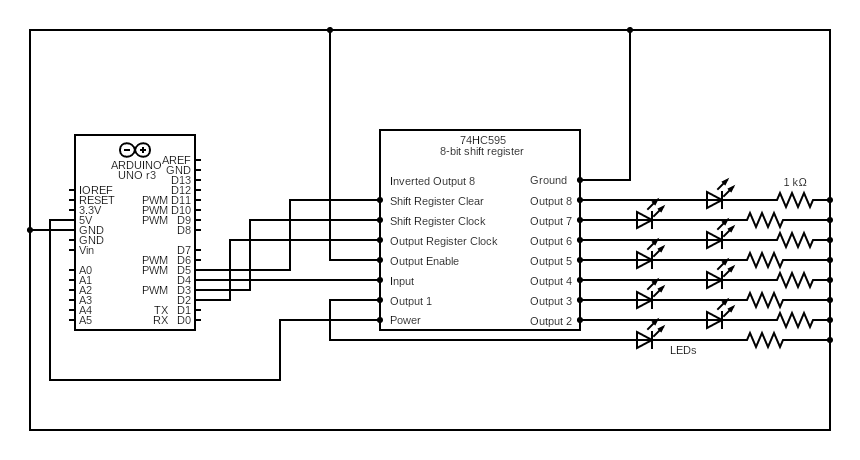 74HC595
8-bit shift register
ARDUINO
UNO r3
AREF
GND
D13
IOREF
D12
RESET
PWM D11
3.3V
PWM D10
5V
PWM D9
GND
D8
GND
Vin
D7
PWM D6
A0
PWM D5
A1
D4
A2
PWM D3
A3
D2
A4
TX D1
A5
RX D0
Inverted Output 8
Shift Register Clear
Shift Register Clock
Output Register Clock
Output Enable
Input
Output 1
Power
Ground
Output 8
Output 7
Output 6
Output 5
Output 4
Output 3
Output 2
1 kΩ
LEDs